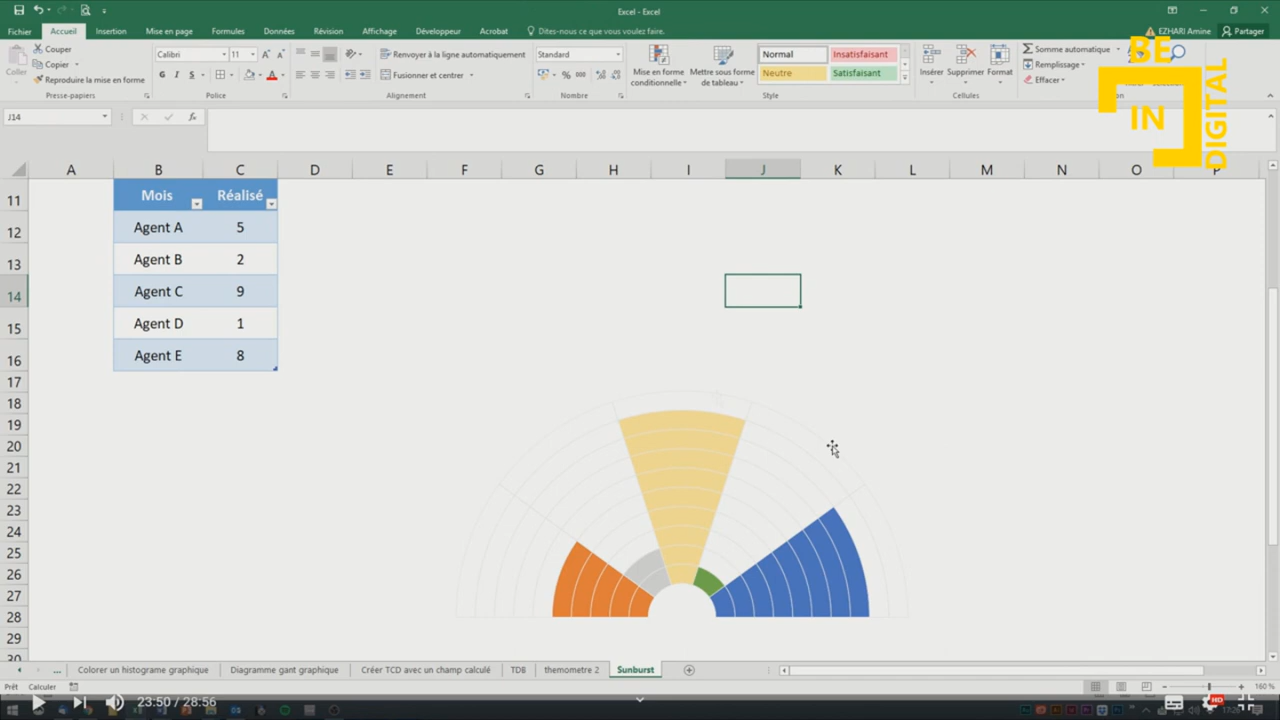 Excel - Excel
Fichier Accueil Insertion Mise en page Formules Données Révision Affichage Développeur Acrobat Dites-nous ce que vous voulez faire. EZHARI Amine Partager
Coller Couper Copier Reproduire la mise en forme
Calibri 11
G I S
Renvoyer à la ligne automatiquement
Fusionner et centrer
Standard
% 000
Mise en forme conditionnelle Mettre sous forme de tableau
Normal Insatisfaisant
Neutre Satisfaisant
Insérer Supprimer Format
Somme automatique
Remplissage
Effacer
Presse-papiers Police Alignement Nombre Style Cellules
BE IN DIGITAL
J14 fx
A B C D E F G H I J K L M N O P
11 Mois Réalisé
12 Agent A 5
13 Agent B 2
14 Agent C 9
15 Agent D 1
16 Agent E 8
17
18
19
20
21
22
23
24
25
26
27
28
29
30
... Colorer un histograme graphique Diagramme gant graphique Créer TCD avec un champ calculé TDB themometre 2 Sunburst
Prêt Calculer 160 %
23:50 / 28:56 HD